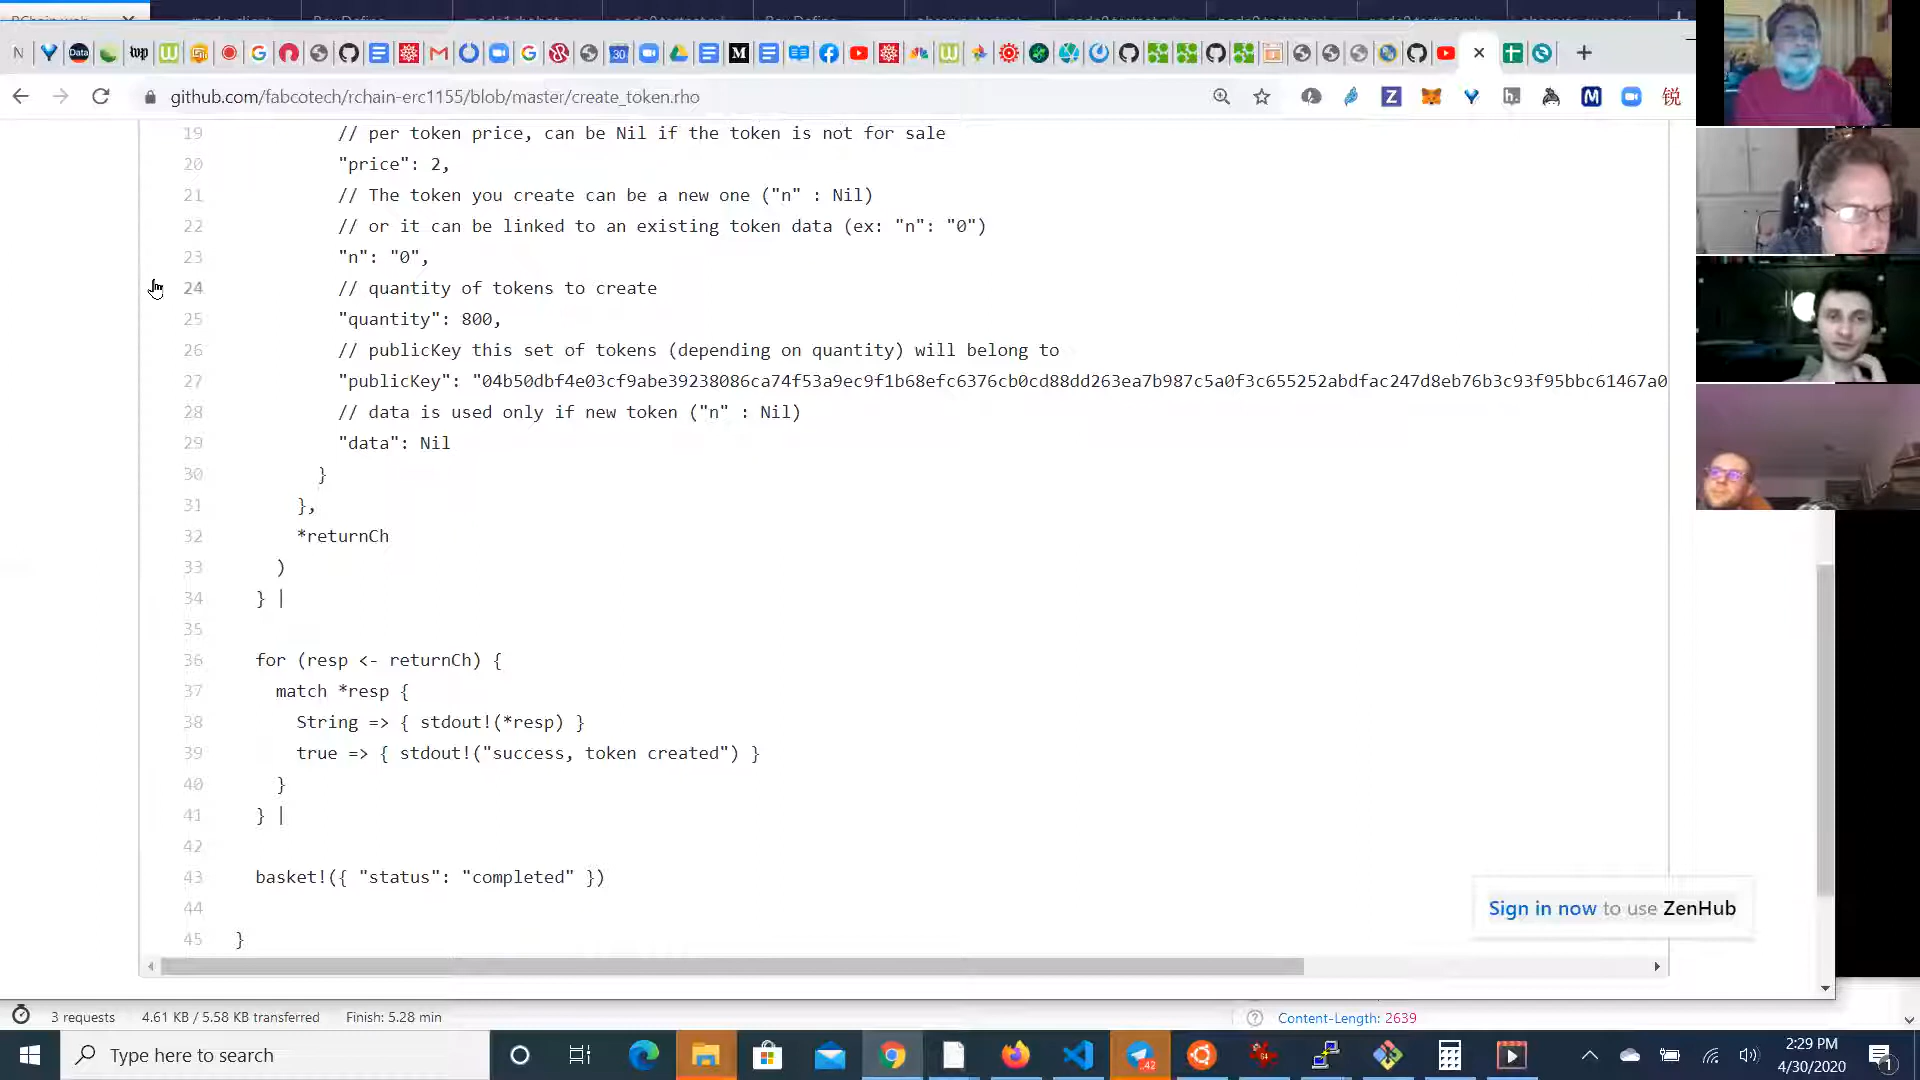 github.com/fabcotech/rchain-erc1155/blob/master/create_token.rho
19 // per token price, can be Nil if the token is not for sale
20 "price": 2,
21 // The token you create can be a new one ("n" : Nil)
22 // or it can be linked to an existing token data (ex: "n": "0")
23 "n": "0",
24 // quantity of tokens to create
25 "quantity": 800,
26 // publicKey this set of tokens (depending on quantity) will belong to
27 "publicKey": "04b50dbf4e03cf9abe39238086ca74f53a9ec9f1b68efc6376cb0cd88dd263ea7b987c5a0f3c655252abdfac247d8eb76b3c93f95bbc61467a0
28 // data is used only if new token ("n" : Nil)
29 "data": Nil
30 }
31 },
32 *returnCh
33 )
34 } |
35
36 for (resp <- returnCh) {
37 match *resp {
38 String => { stdout!(*resp) }
39 true => { stdout!("success, token created") }
40 }
41 } |
42
43 basket!({ "status": "completed" })
44
45 }
Sign in now to use ZenHub
3 requests 4.61 KB / 5.58 KB transferred Finish: 5.28 min Content-Length: 2639
Type here to search
2:29 PM
4/30/2020